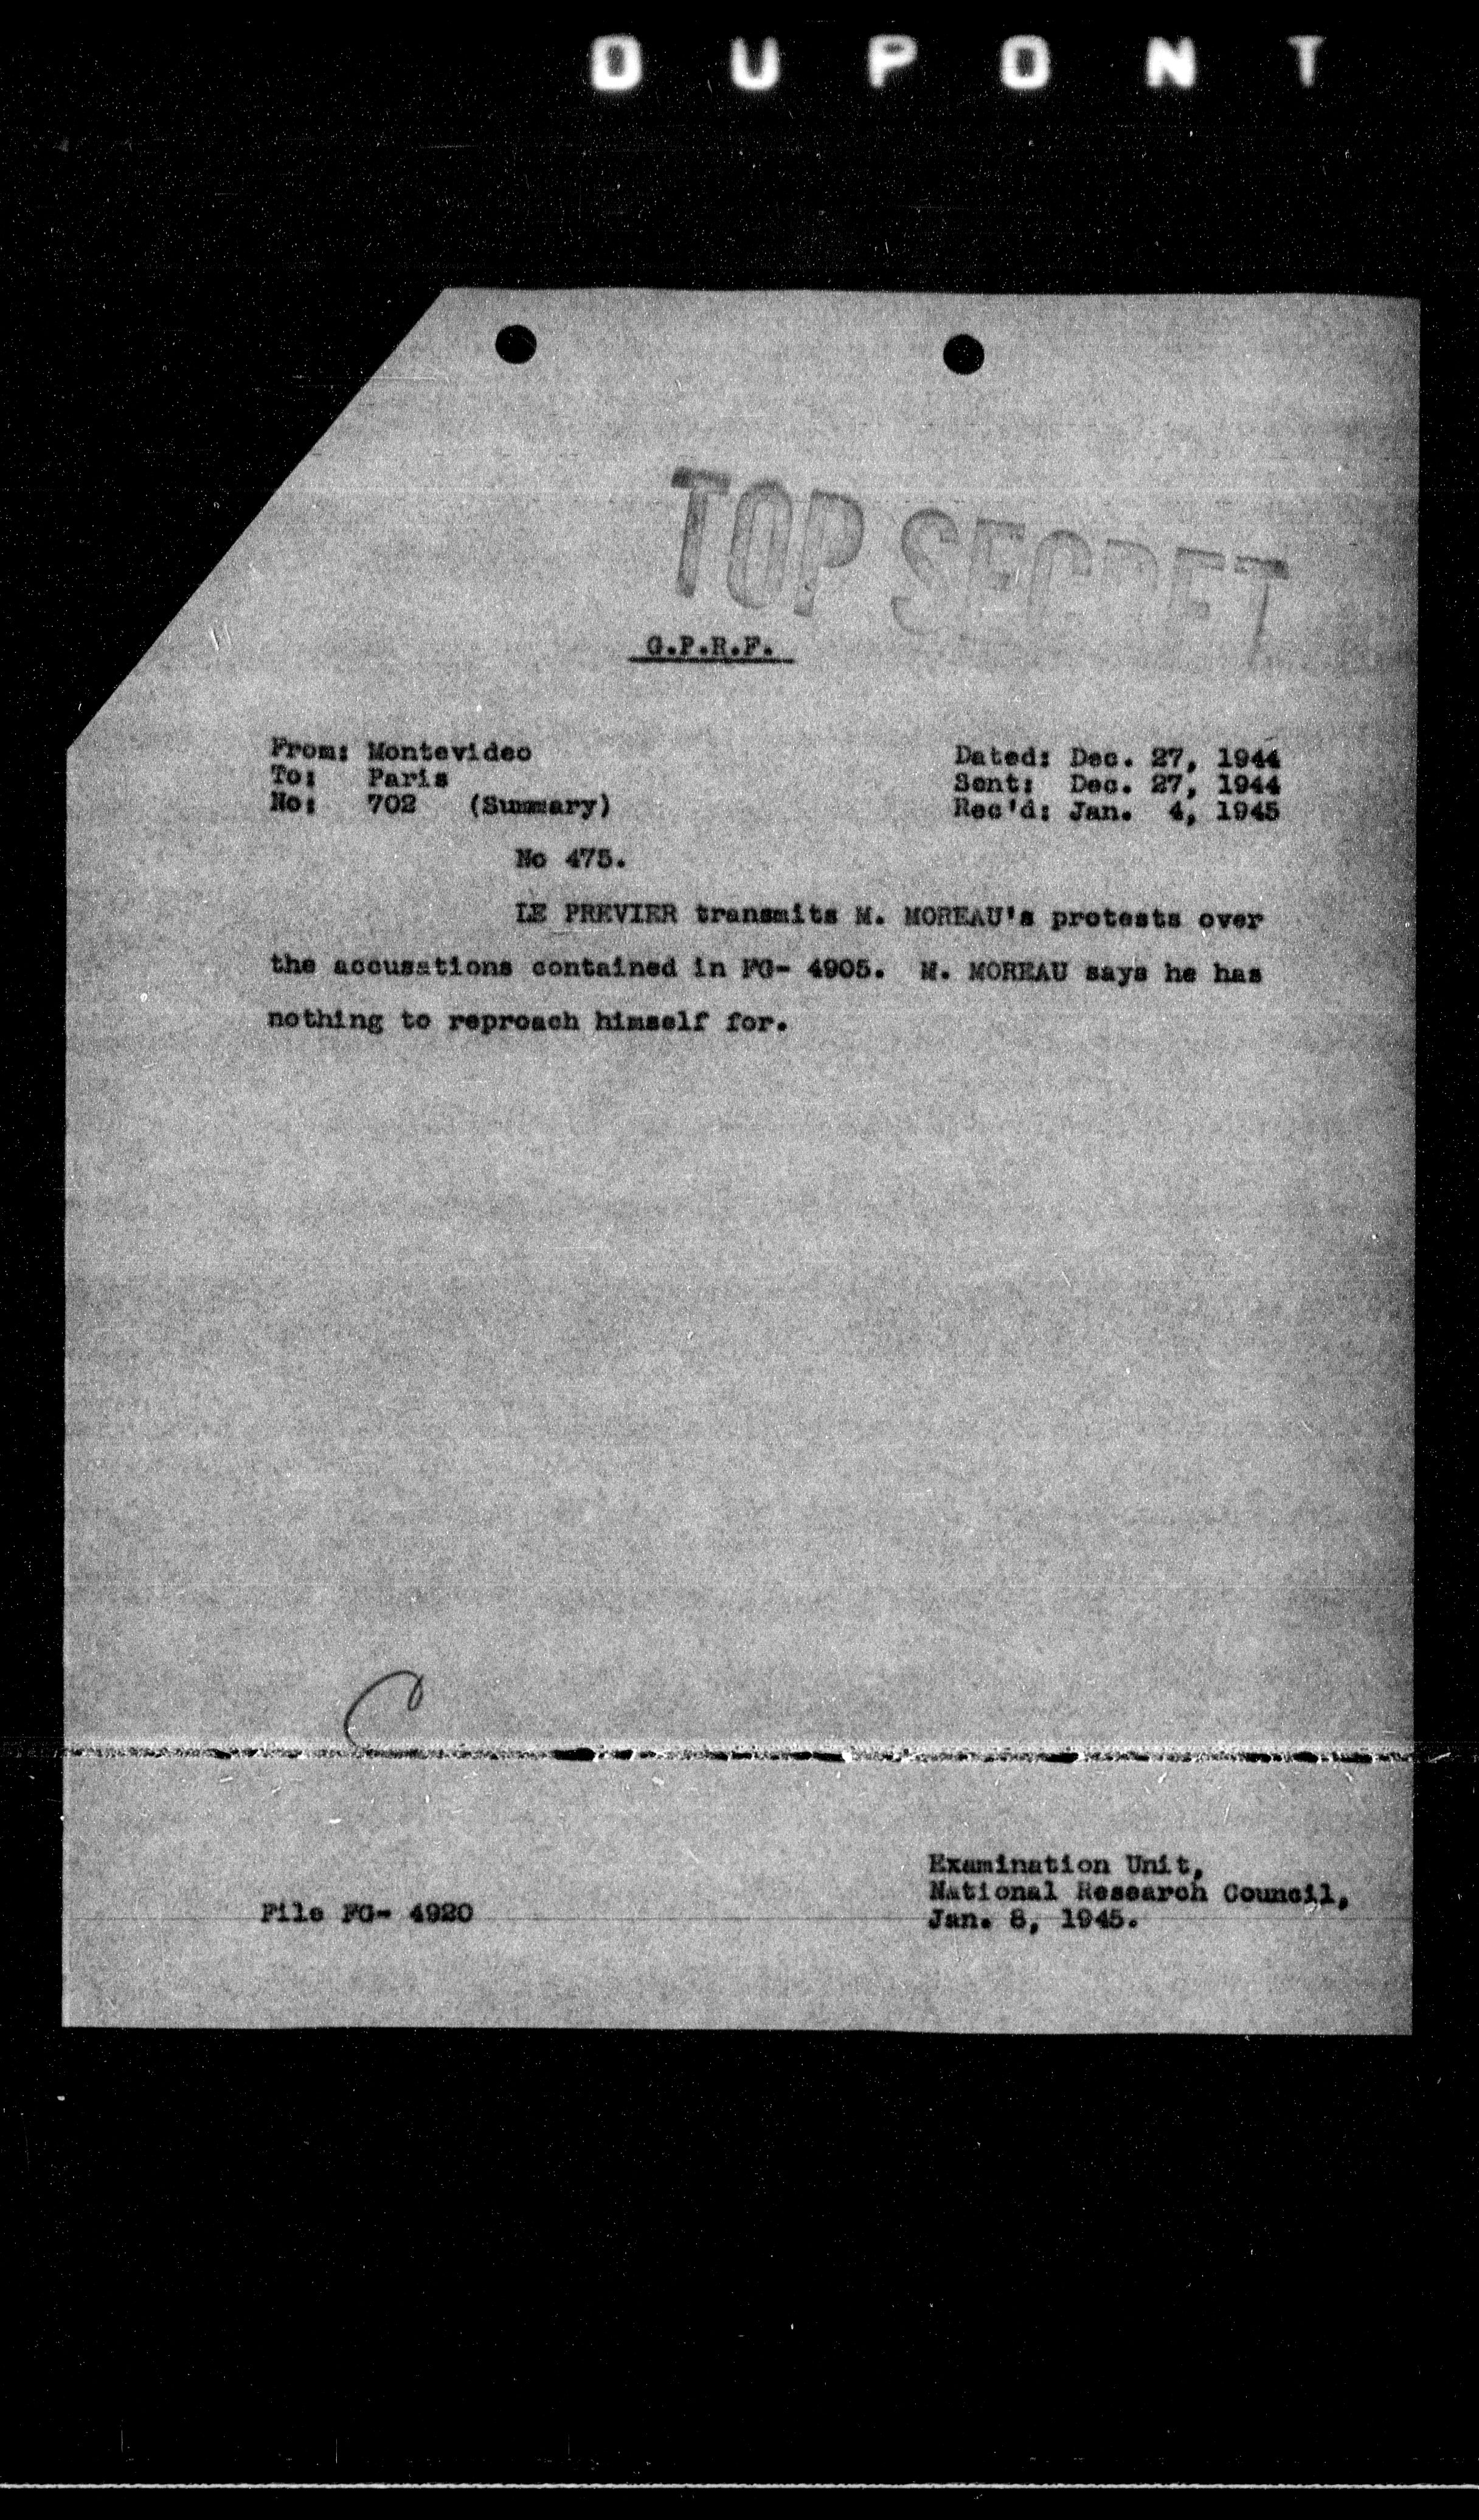 DUPONT
TOP SECRET
G.P.R.F.
From: Montevideo
To: Paris
No: 702 (Summary)
Dated: Dec. 27, 1944
Sent: Dec. 27, 1944
Rec'd: Jan. 4, 1945
No 475.
LE PREVIER transmits M. MOREAU's protests over
the accusations contained in FG- 4905. M. MOREAU says he has
nothing to reproach himself for.
C
File FG- 4920
Examination Unit,
National Research Council,
Jan. 8, 1945.